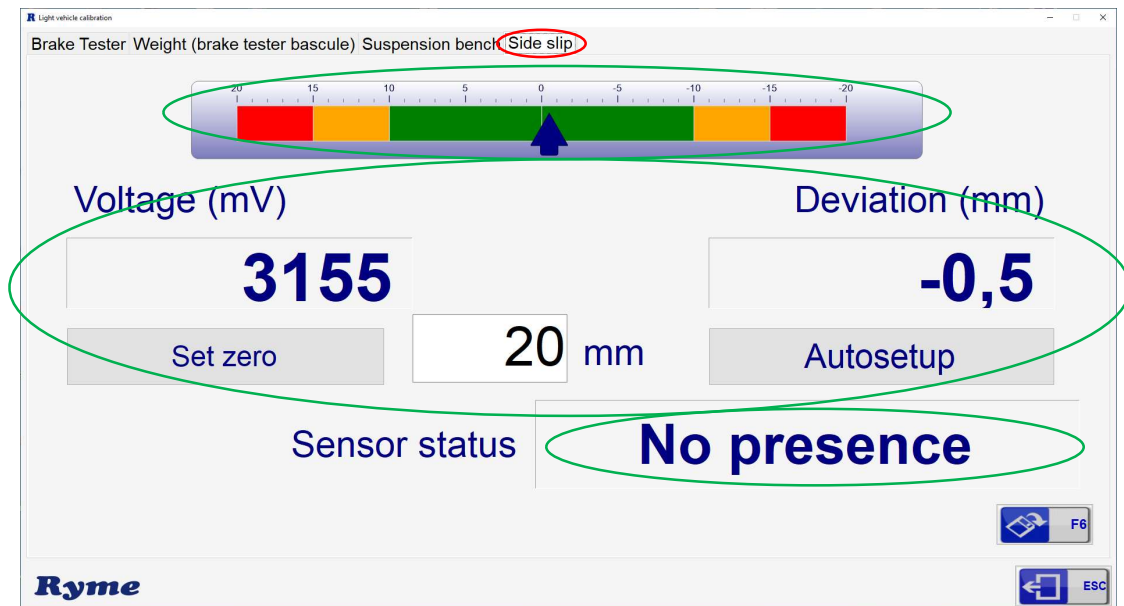 R Light vehicle calibration
Brake Tester Weight (brake tester bascule) Suspension bench Side slip
20 15 10 5 0 -5 -10 -15 -20
Voltage (mV) Deviation (mm)
3155 -0,5
Set zero 20 mm Autosetup
Sensor status No presence
F6
Ryme ESC